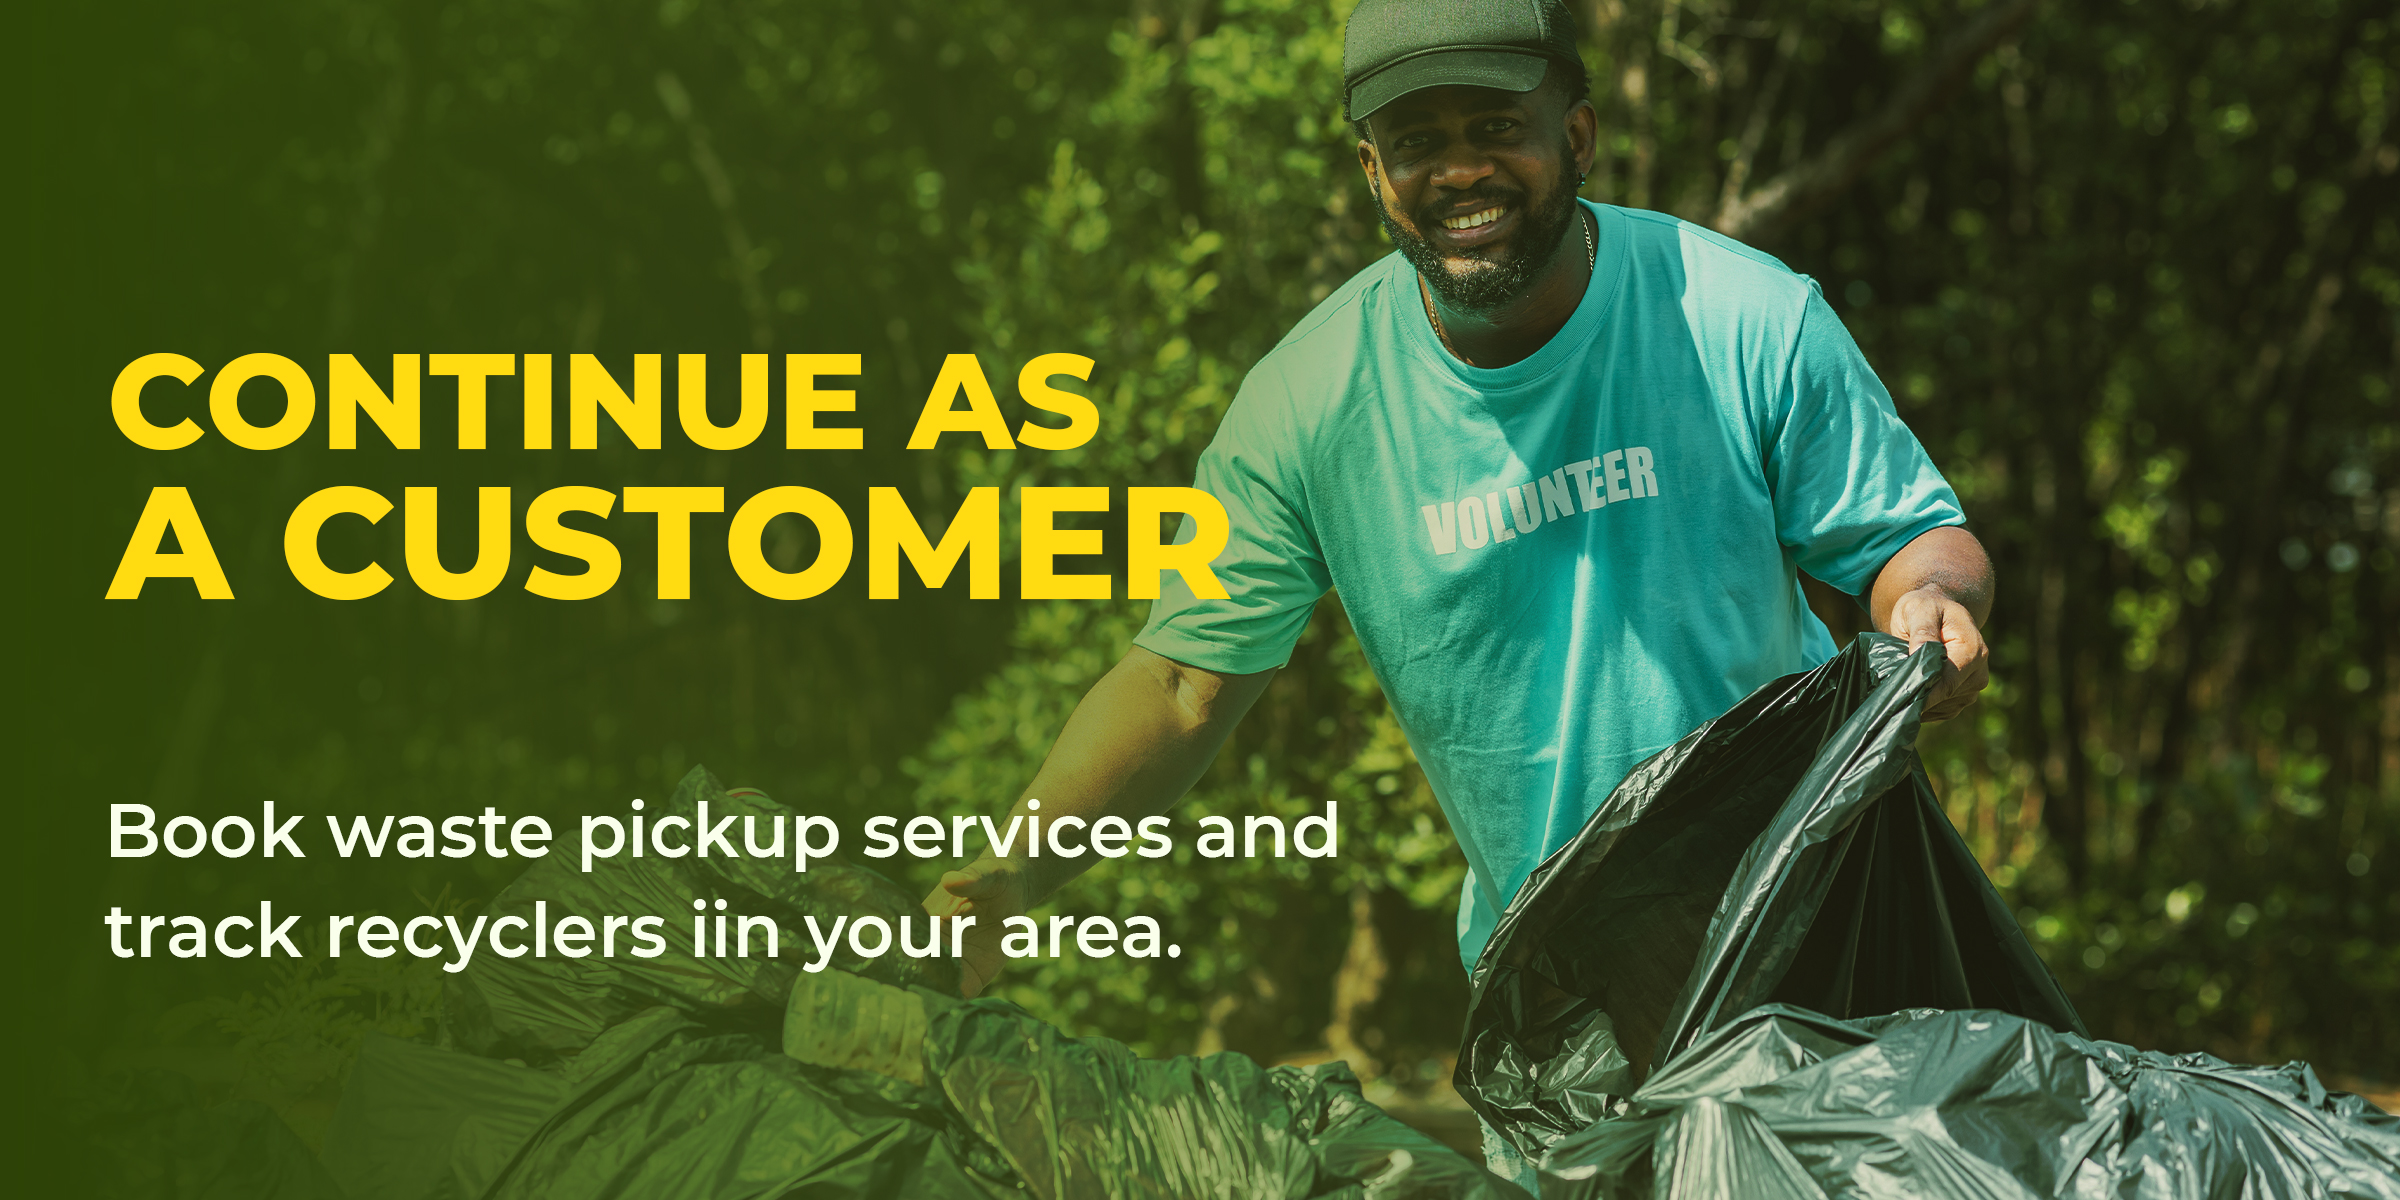 CONTINUE AS
A CUSTOMER
VOLUNTEER
Book waste pickup services and
track recyclers iin your area.